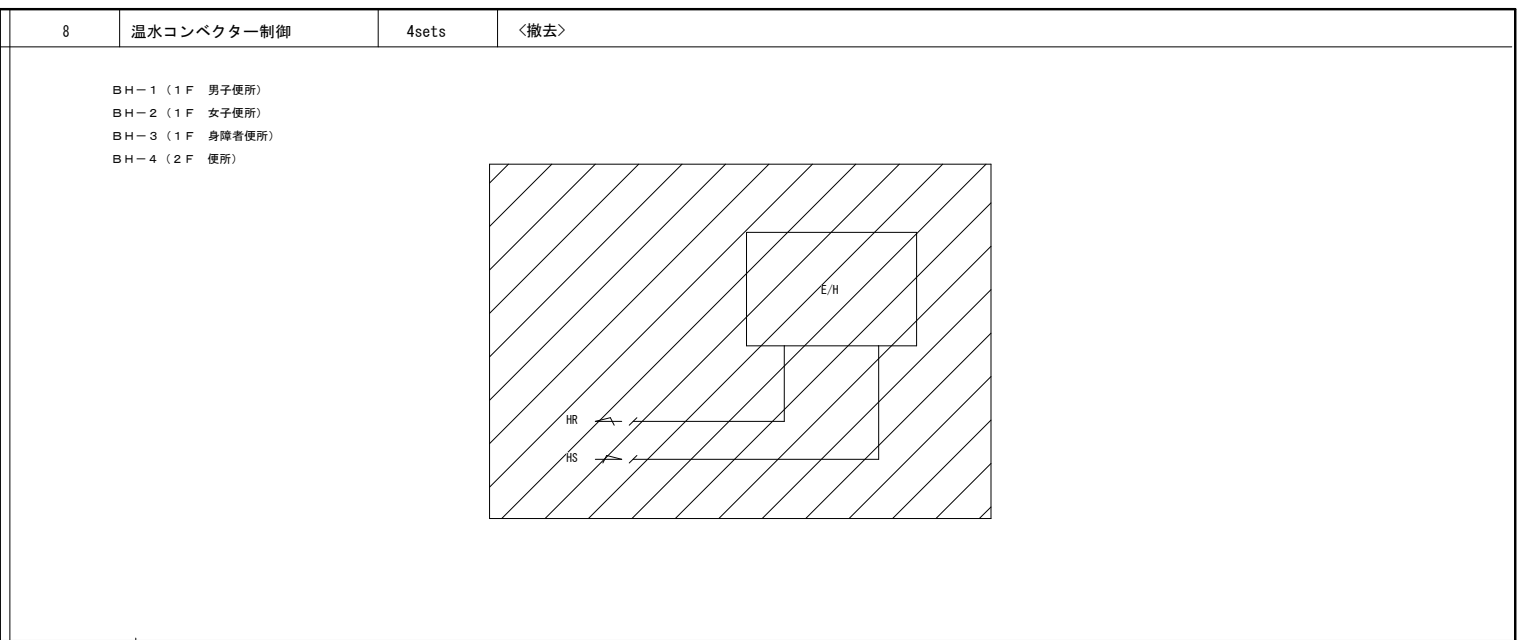 8 温水コンベクター制御 4sets <撤去>
BH－1（1F　男子便所）
BH－2（1F　女子便所）
BH－3（1F　身障者便所）
BH－4（2F　便所）
E/H
HR
HS